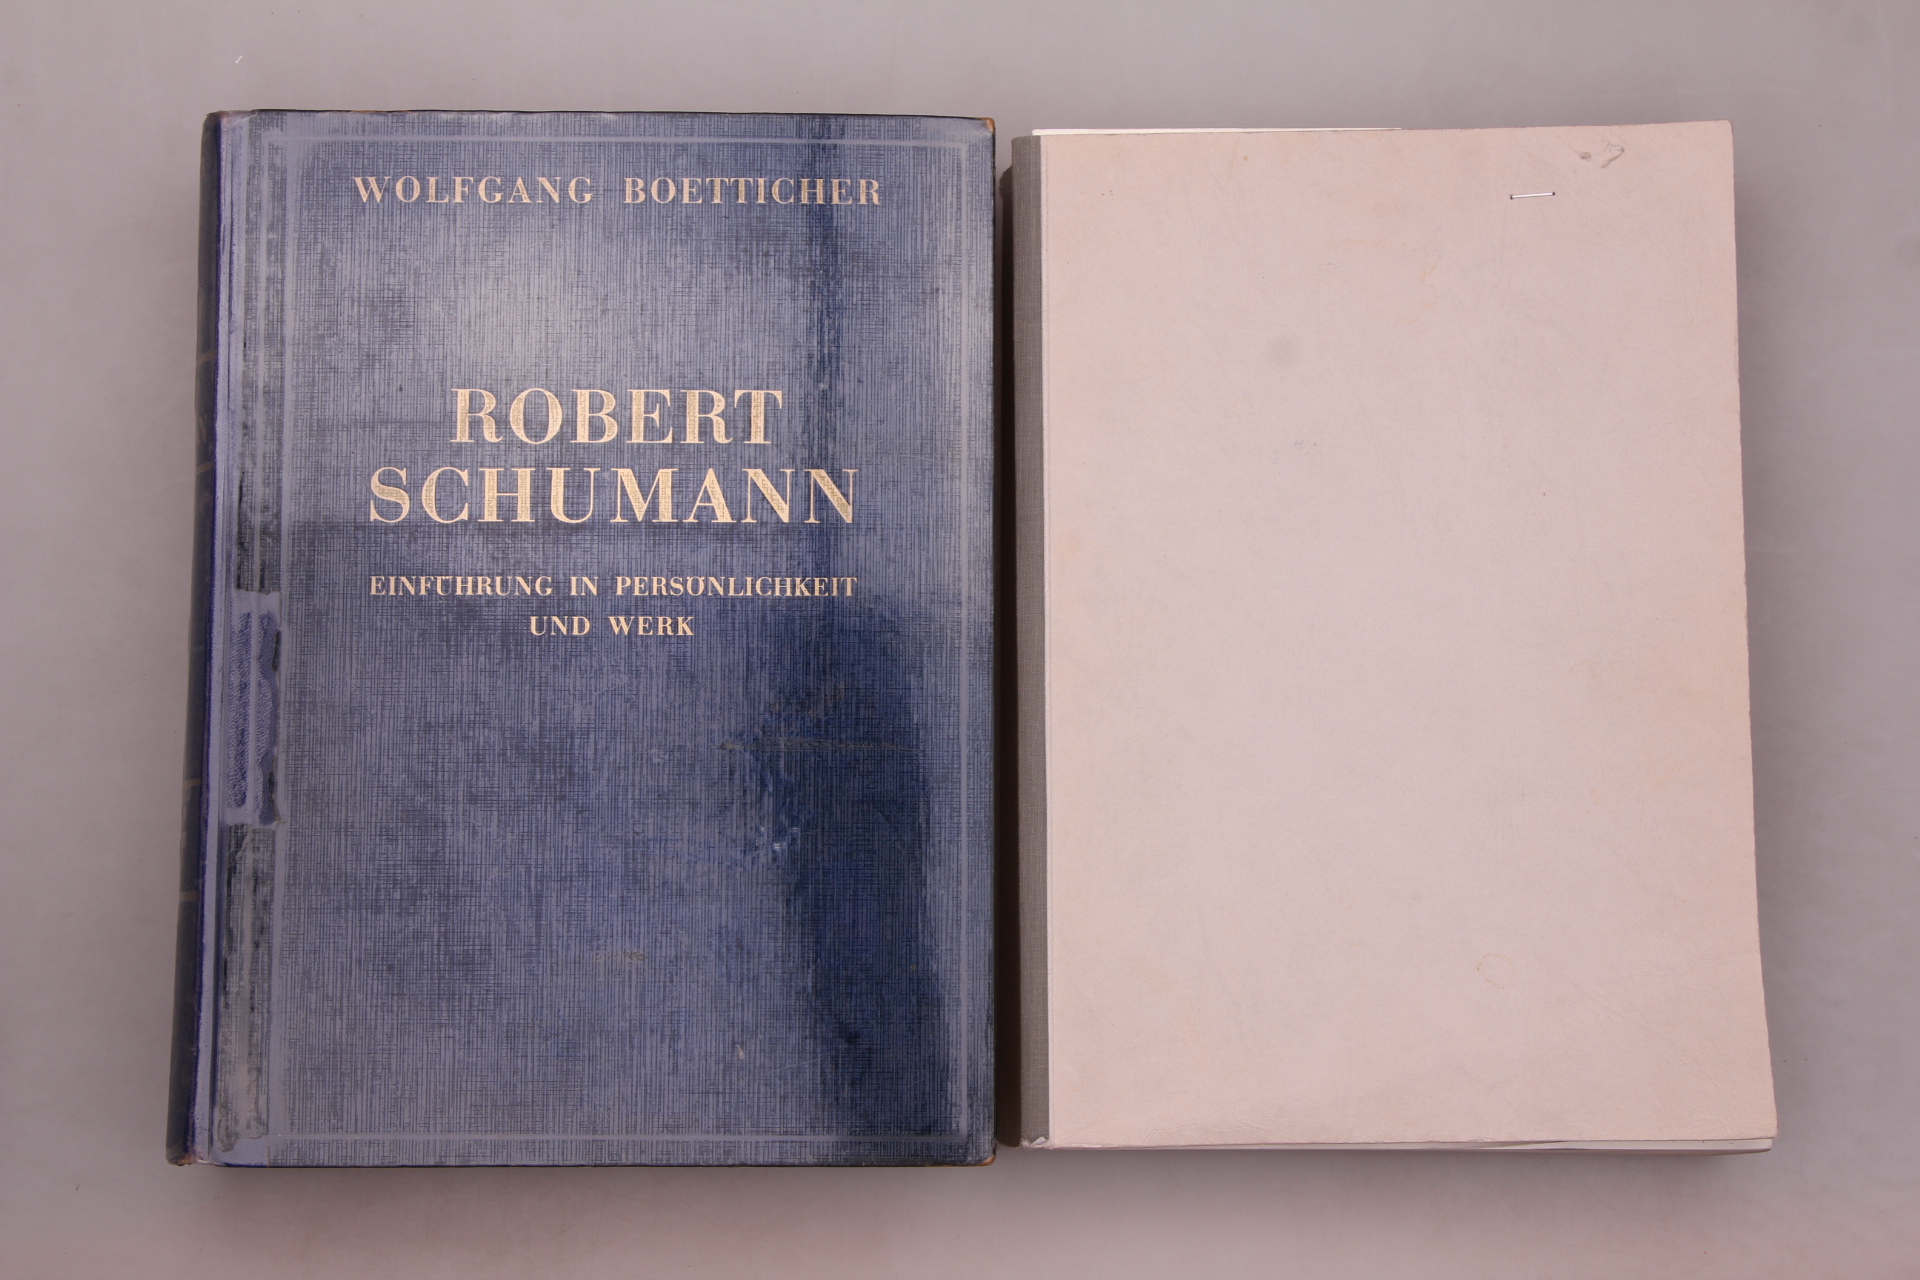 WOLFGANG BOETTICHER
ROBERT
SCHUMANN
EINFÜHRUNG IN PERSÖNLICHKEIT
UND WERK